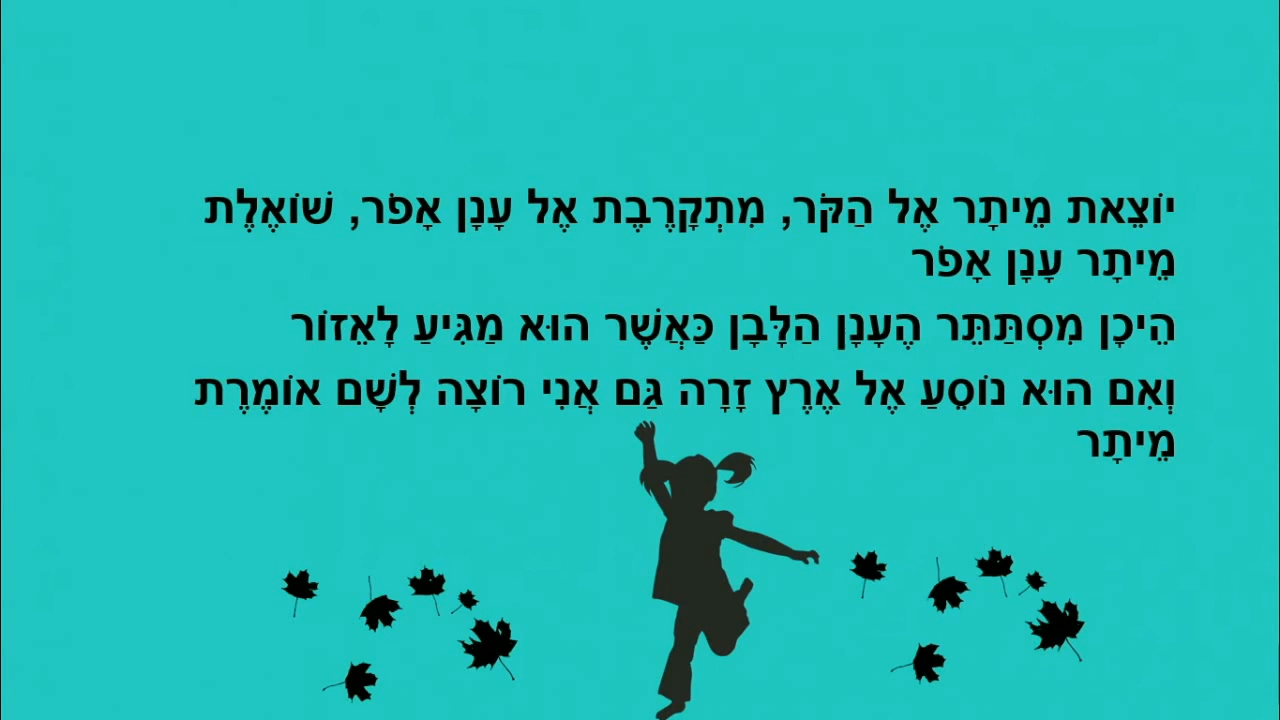 יוֹצֵאת מֵיתָר אֶל הַקֹּר, מִתְקָרֶבֶת אֶל עָנָן אָפֹר, שׁוֹאֶלֶת
מֵיתָר עָנָן אָפֹר
הֵיכָן מִסְתַּתֵּר הֶעָנָן הַלָּבָן כַּאֲשֶׁר הוּא מַגִּיעַ לָאֵזוֹר
וְאִם הוּא נוֹסֵעַ אֶל אֶרֶץ זָרָה גַּם אֲנִי רוֹצָה לְשָׁם אוֹמֶרֶת
מֵיתָר